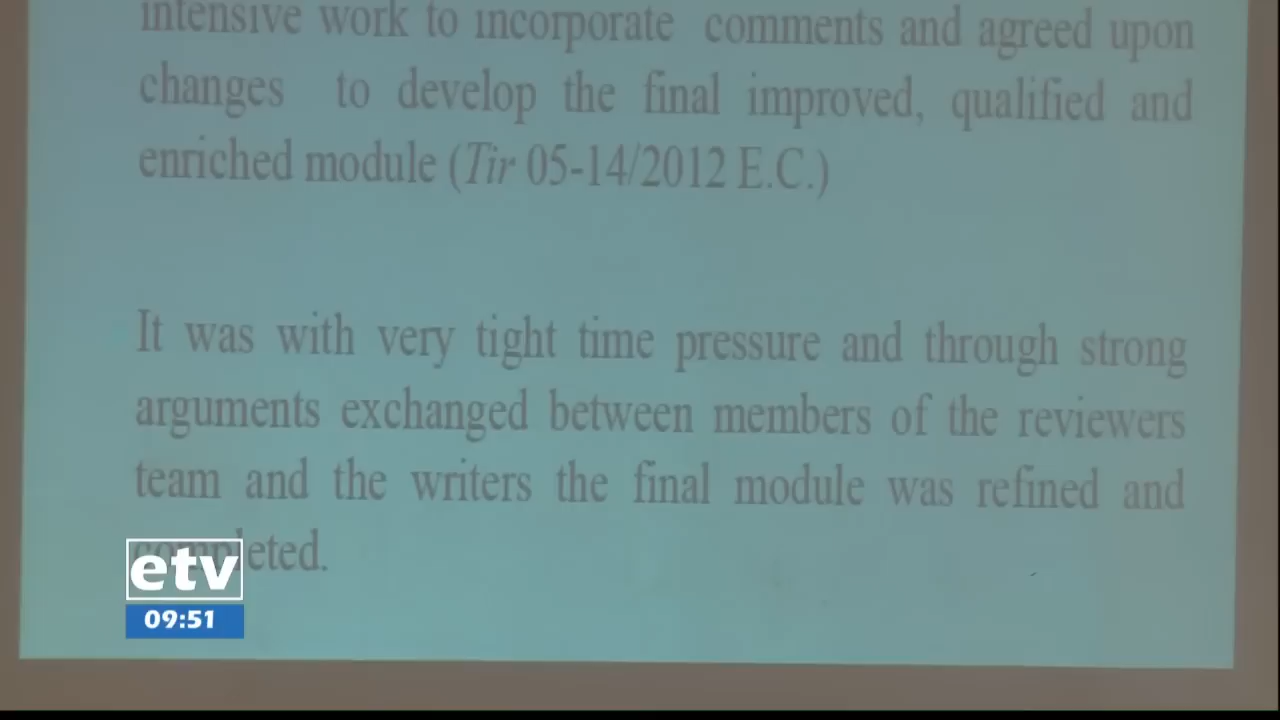 intensive work to incorporate comments and agreed upon
changes to develop the final improved, qualified and
enriched module (Tir 05-14/2012 E.C.)
It was with very tight time pressure and through strong
arguments exchanged between members of the reviewers
team and the writers the final module was refined and
completed.
etv
09:51